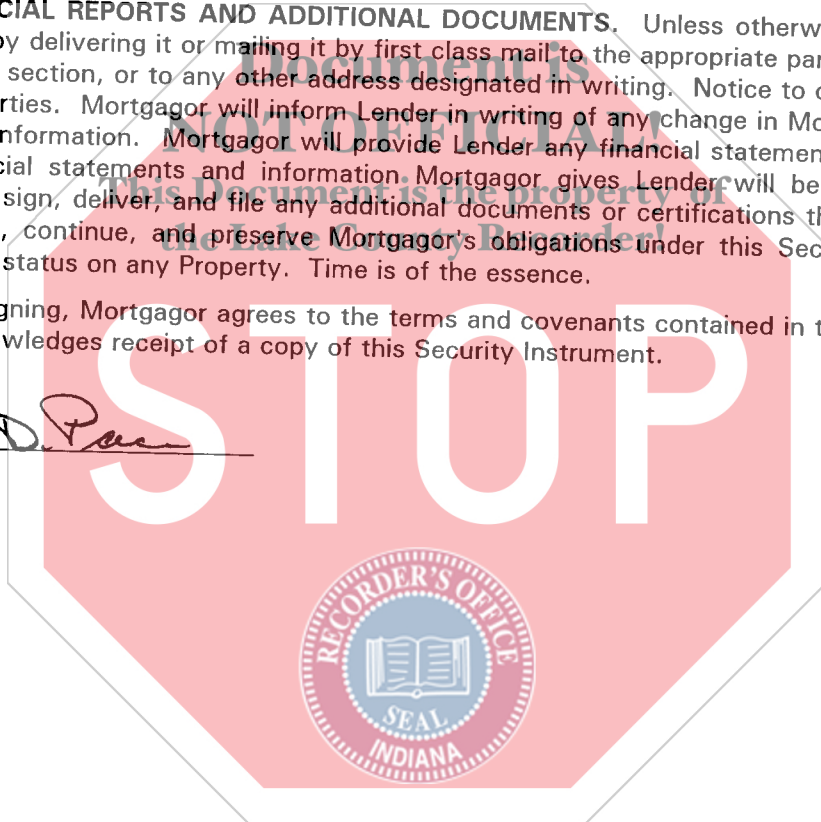 CIAL REPORTS AND ADDITIONAL DOCUMENTS. Unless otherw
by delivering it or mailing it by first class mail to the appropriate par
section, or to any other address designated in writing. Notice to o
rties. Mortgagor will inform Lender in writing of any change in Mo
nformation. Mortgagor will provide Lender any financial statemen
cial statements and information Mortgagor gives Lender will be
sign, deliver, and file any additional documents or certifications th
, continue, and preserve Mortgagor's obligations under this Sec
status on any Property. Time is of the essence.
gning, Mortgagor agrees to the terms and covenants contained in t
wledges receipt of a copy of this Security Instrument.
Document is
NOT OFFICIAL!
This Document is the property of
the Lake County Recorder!
STOP
RECORDER'S OFFICE
SEAL
INDIANA